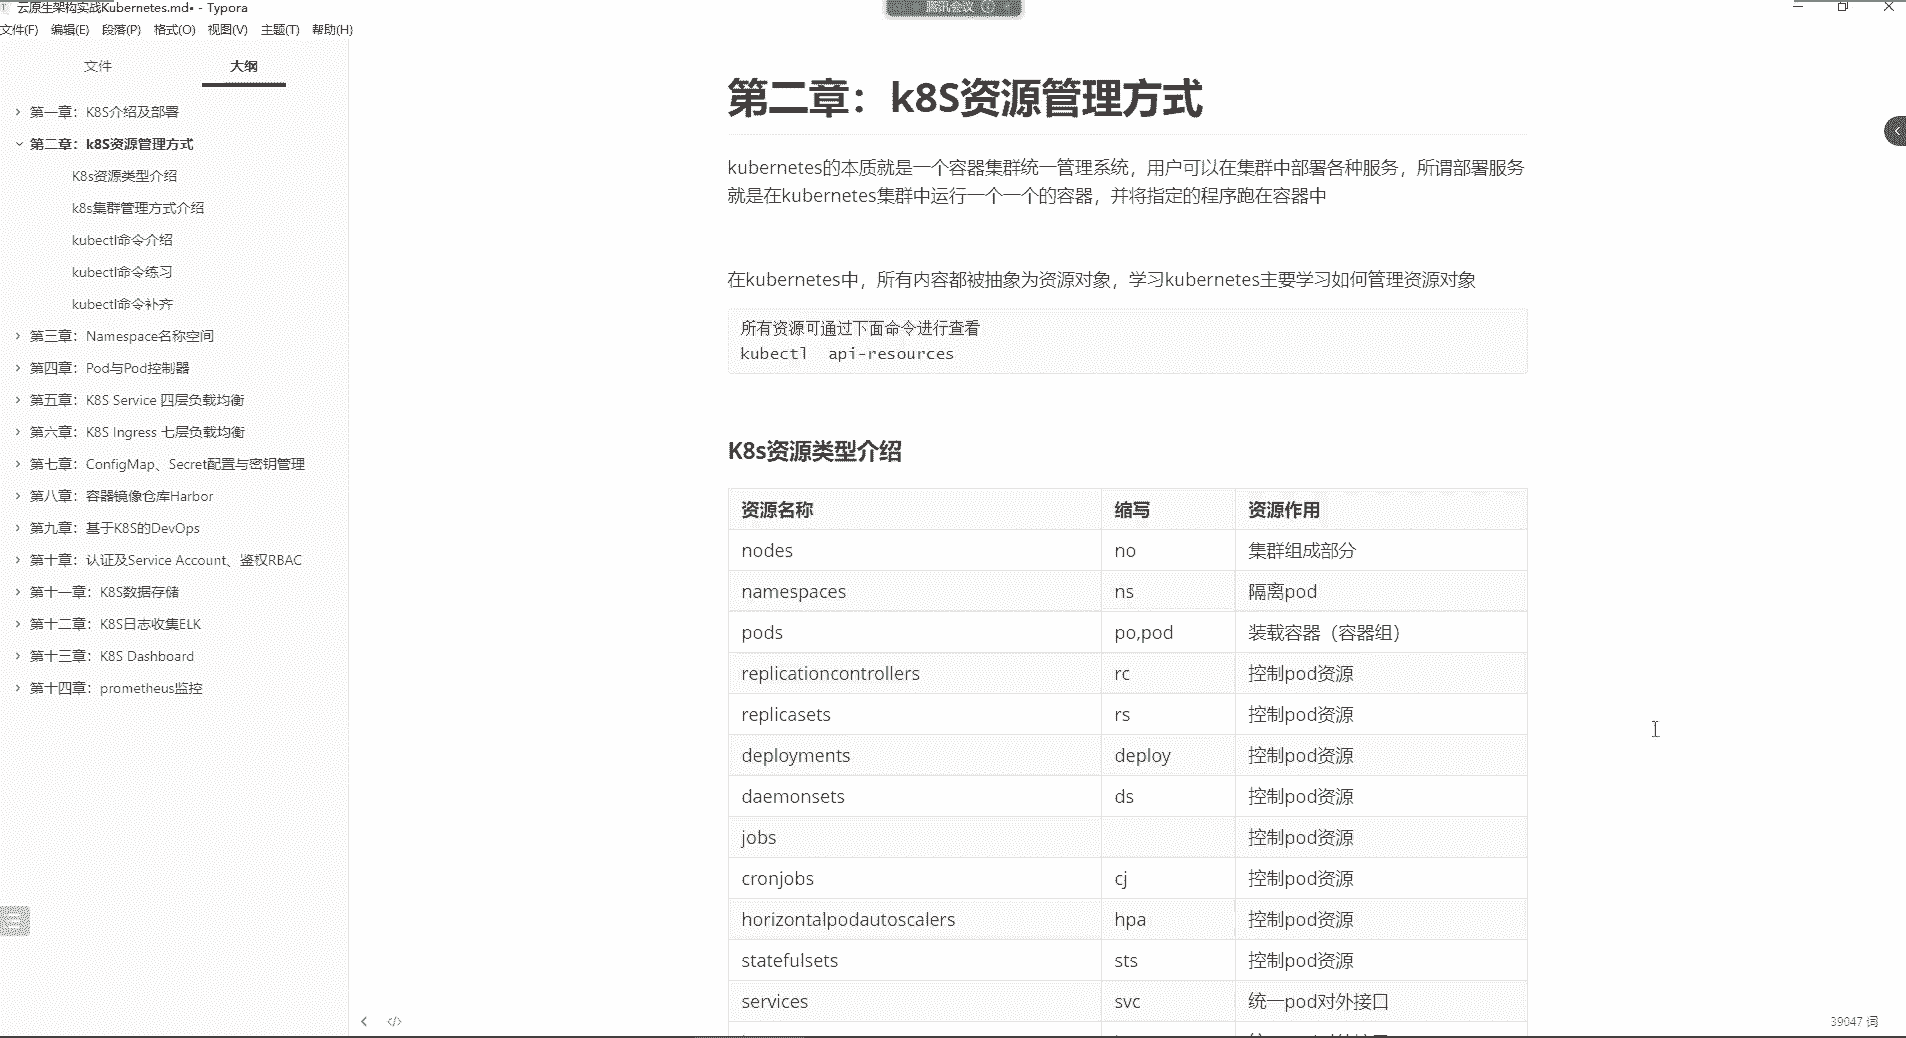 云原生架构实战Kubernetes.md• - Typora
腾讯会议
文件(F) 编辑(E) 段落(P) 格式(O) 视图(V) 主题(T) 帮助(H)
文件 大纲
第一章：K8S介绍及部署
第二章：k8S资源管理方式
K8s资源类型介绍
k8s集群管理方式介绍
kubectl命令介绍
kubectl命令练习
kubectl命令补齐
第三章：Namespace名称空间
第四章：Pod与Pod控制器
第五章：K8S Service 四层负载均衡
第六章：K8S Ingress 七层负载均衡
第七章：ConfigMap、Secret配置与密钥管理
第八章：容器镜像仓库Harbor
第九章：基于K8S的DevOps
第十章：认证及Service Account、鉴权RBAC
第十一章：K8S数据存储
第十二章：K8S日志收集ELK
第十三章：K8S Dashboard
第十四章：prometheus监控
第二章：k8S资源管理方式
kubernetes的本质就是一个容器集群统一管理系统，用户可以在集群中部署各种服务，所谓部署服务
就是在kubernetes集群中运行一个一个的容器，并将指定的程序跑在容器中
在kubernetes中，所有内容都被抽象为资源对象，学习kubernetes主要学习如何管理资源对象
所有资源可通过下面命令进行查看
kubectl api-resources
K8s资源类型介绍
资源名称 缩写 资源作用
nodes no 集群组成部分
namespaces ns 隔离pod
pods po,pod 装载容器（容器组）
replicationcontrollers rc 控制pod资源
replicasets rs 控制pod资源
deployments deploy 控制pod资源
daemonsets ds 控制pod资源
jobs 控制pod资源
cronjobs cj 控制pod资源
horizontalpodautoscalers hpa 控制pod资源
statefulsets sts 控制pod资源
services svc 统一pod对外接口
39047 词